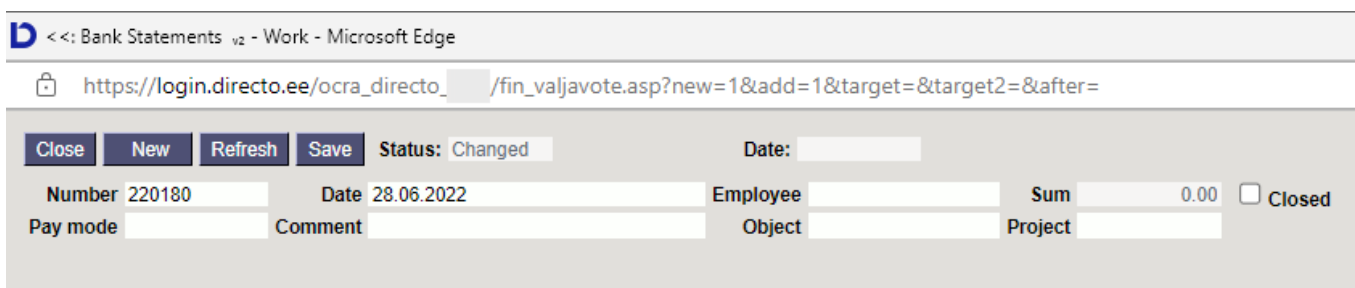 <<: Bank Statements v2 - Work - Microsoft Edge
https://login.directo.ee/ocra_directo_ /fin_valjavote.asp?new=1&add=1&target=&target2=&after=
Close New Refresh Save Status: Changed Date:
Number 220180 Date 28.06.2022 Employee Sum 0.00 Closed
Pay mode Comment Object Project